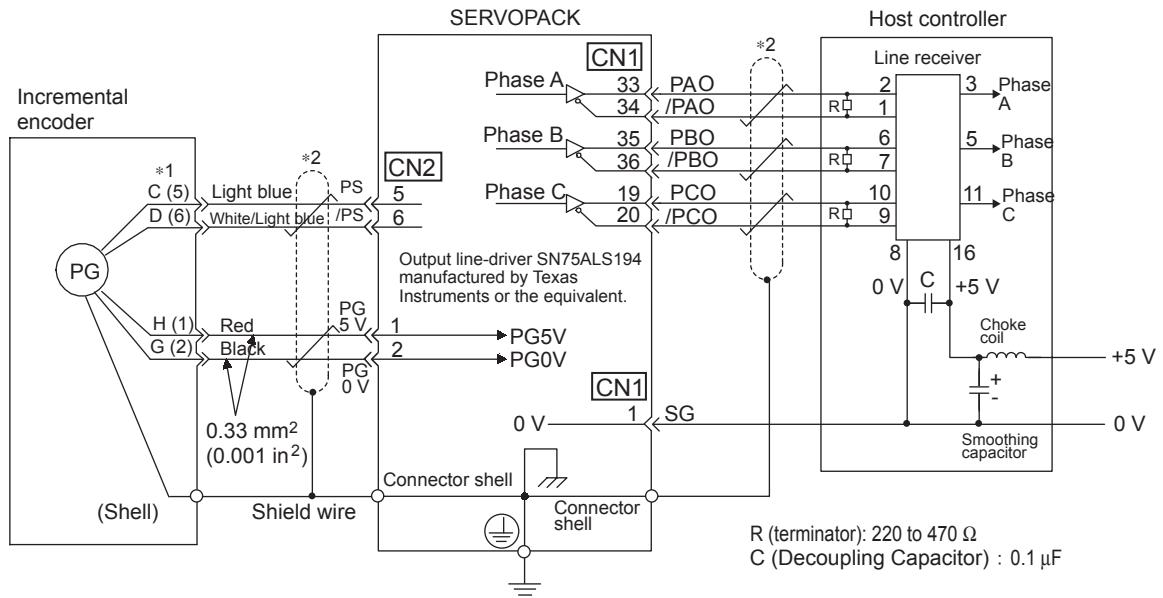 SERVOPACK
Host controller
Incremental
encoder
*1
C (5)
D (6)
H (1)
G (2)
PG
(Shell)
Light blue
White/Light blue
Red
Black
0.33 mm²
(0.001 in²)
*2
PS
/PS
PG
5 V
PG
0 V
Shield wire
CN2
5
6
1
2
PG5V
PG0V
Output line-driver SN75ALS194
manufactured by Texas
Instruments or the equivalent.
CN1
Phase A 33 PAO
34 /PAO
Phase B 35 PBO
36 /PBO
Phase C 19 PCO
20 /PCO
CN1
0 V 1 SG
Connector shell
Connector
shell
*2
Line receiver
R 2 3 Phase
A
1
R 6 5 Phase
B
7
R 10 11 Phase
C
9
8 16
0 V C +5 V
Choke
coil
+5 V
+
-
0 V
Smoothing
capacitor
R (terminator): 220 to 470 Ω
C (Decoupling Capacitor) : 0.1 μF